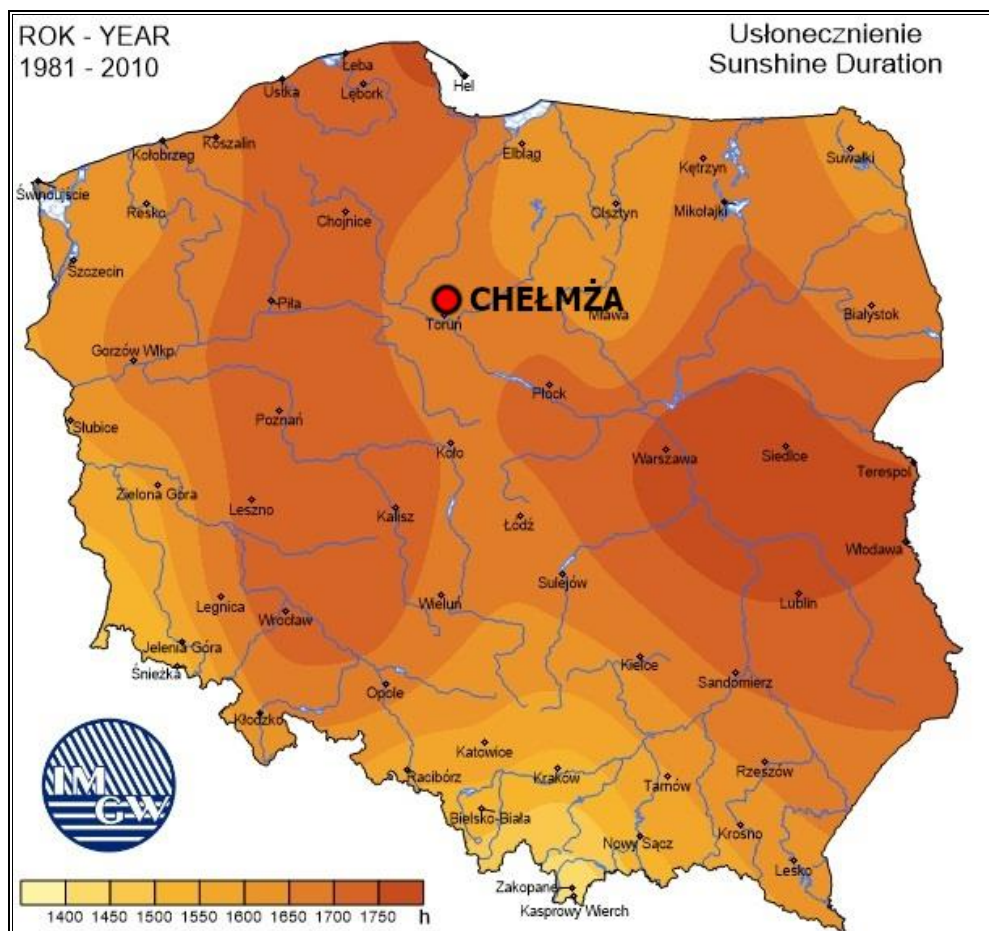 ROK - YEAR
1981 - 2010
Usłonecznienie
Sunshine Duration
Łeba
Hel
Ustka
Lębork
Koszalin
Kołobrzeg
Elbląg
Kętrzyn
Suwałki
Świnoujście
Resko
Chojnice
Olsztyn
Mikołajki
Szczecin
CHEŁMŻA
Piła
Toruń
Mława
Białystok
Gorzów Wlkp.
Płock
Poznań
Słubice
Koło
Warszawa
Siedlce
Terespol
Zielona Góra
Leszno
Kalisz
Łódź
Włodawa
Sulejów
Legnica
Wieluń
Lublin
Wrocław
Jelenia Góra
Śnieżka
Kielce
Sandomierz
Opole
Kłodzko
Katowice
Racibórz
Kraków
Tarnów
Rzeszów
IM
GW
Bielsko-Biała
Nowy Sącz
Krosno
Lesko
Zakopane
Kasprowy Wierch
1400 1450 1500 1550 1600 1650 1700 1750 h